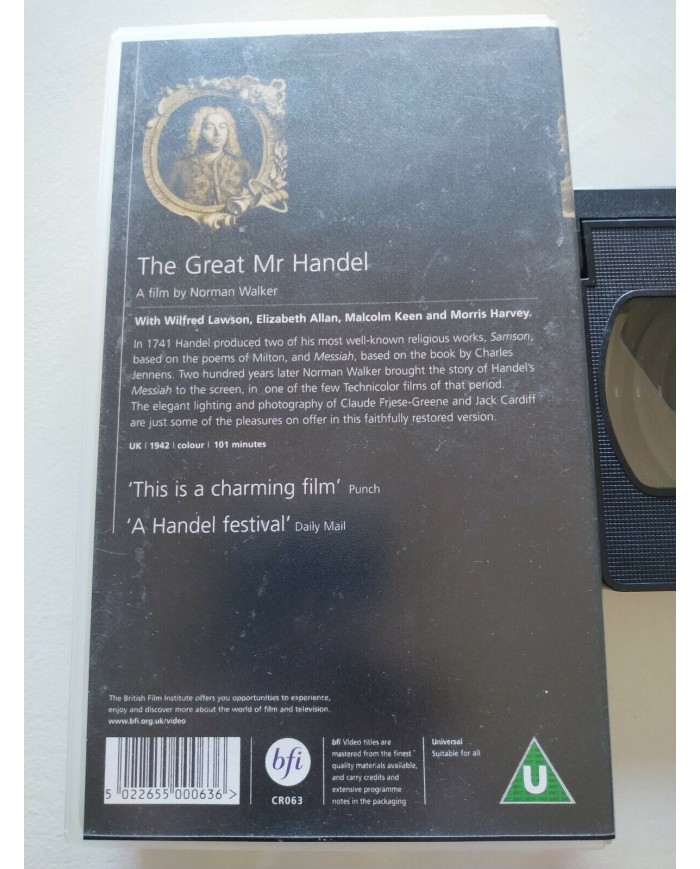 The Great Mr Handel
A film by Norman Walker
With Wilfred Lawson, Elizabeth Allan, Malcolm Keen and Morris Harvey.
In 1741 Handel produced two of his most well-known religious works, Samson,
based on the poems of Milton, and Messiah, based on the book by Charles
Jennens. Two hundred years later Norman Walker brought the story of Handel's
Messiah to the screen, in one of the few Technicolor films of that period.
The elegant lighting and photography of Claude Friese-Greene and Jack Cardiff
are just some of the pleasures on offer in this faithfully restored version.
UK | 1942 | colour | 101 minutes
'This is a charming film' Punch
'A Handel festival' Daily Mail
The British Film Institute offers you opportunities to experience,
enjoy and discover more about the world of film and television.
www.bfi.org.uk/video
5 022655 000636 >
bfi
CR063
bfi Video titles are
mastered from the finest
quality materials available,
and carry credits and
extensive programme
notes in the packaging
Universal
Suitable for all
U